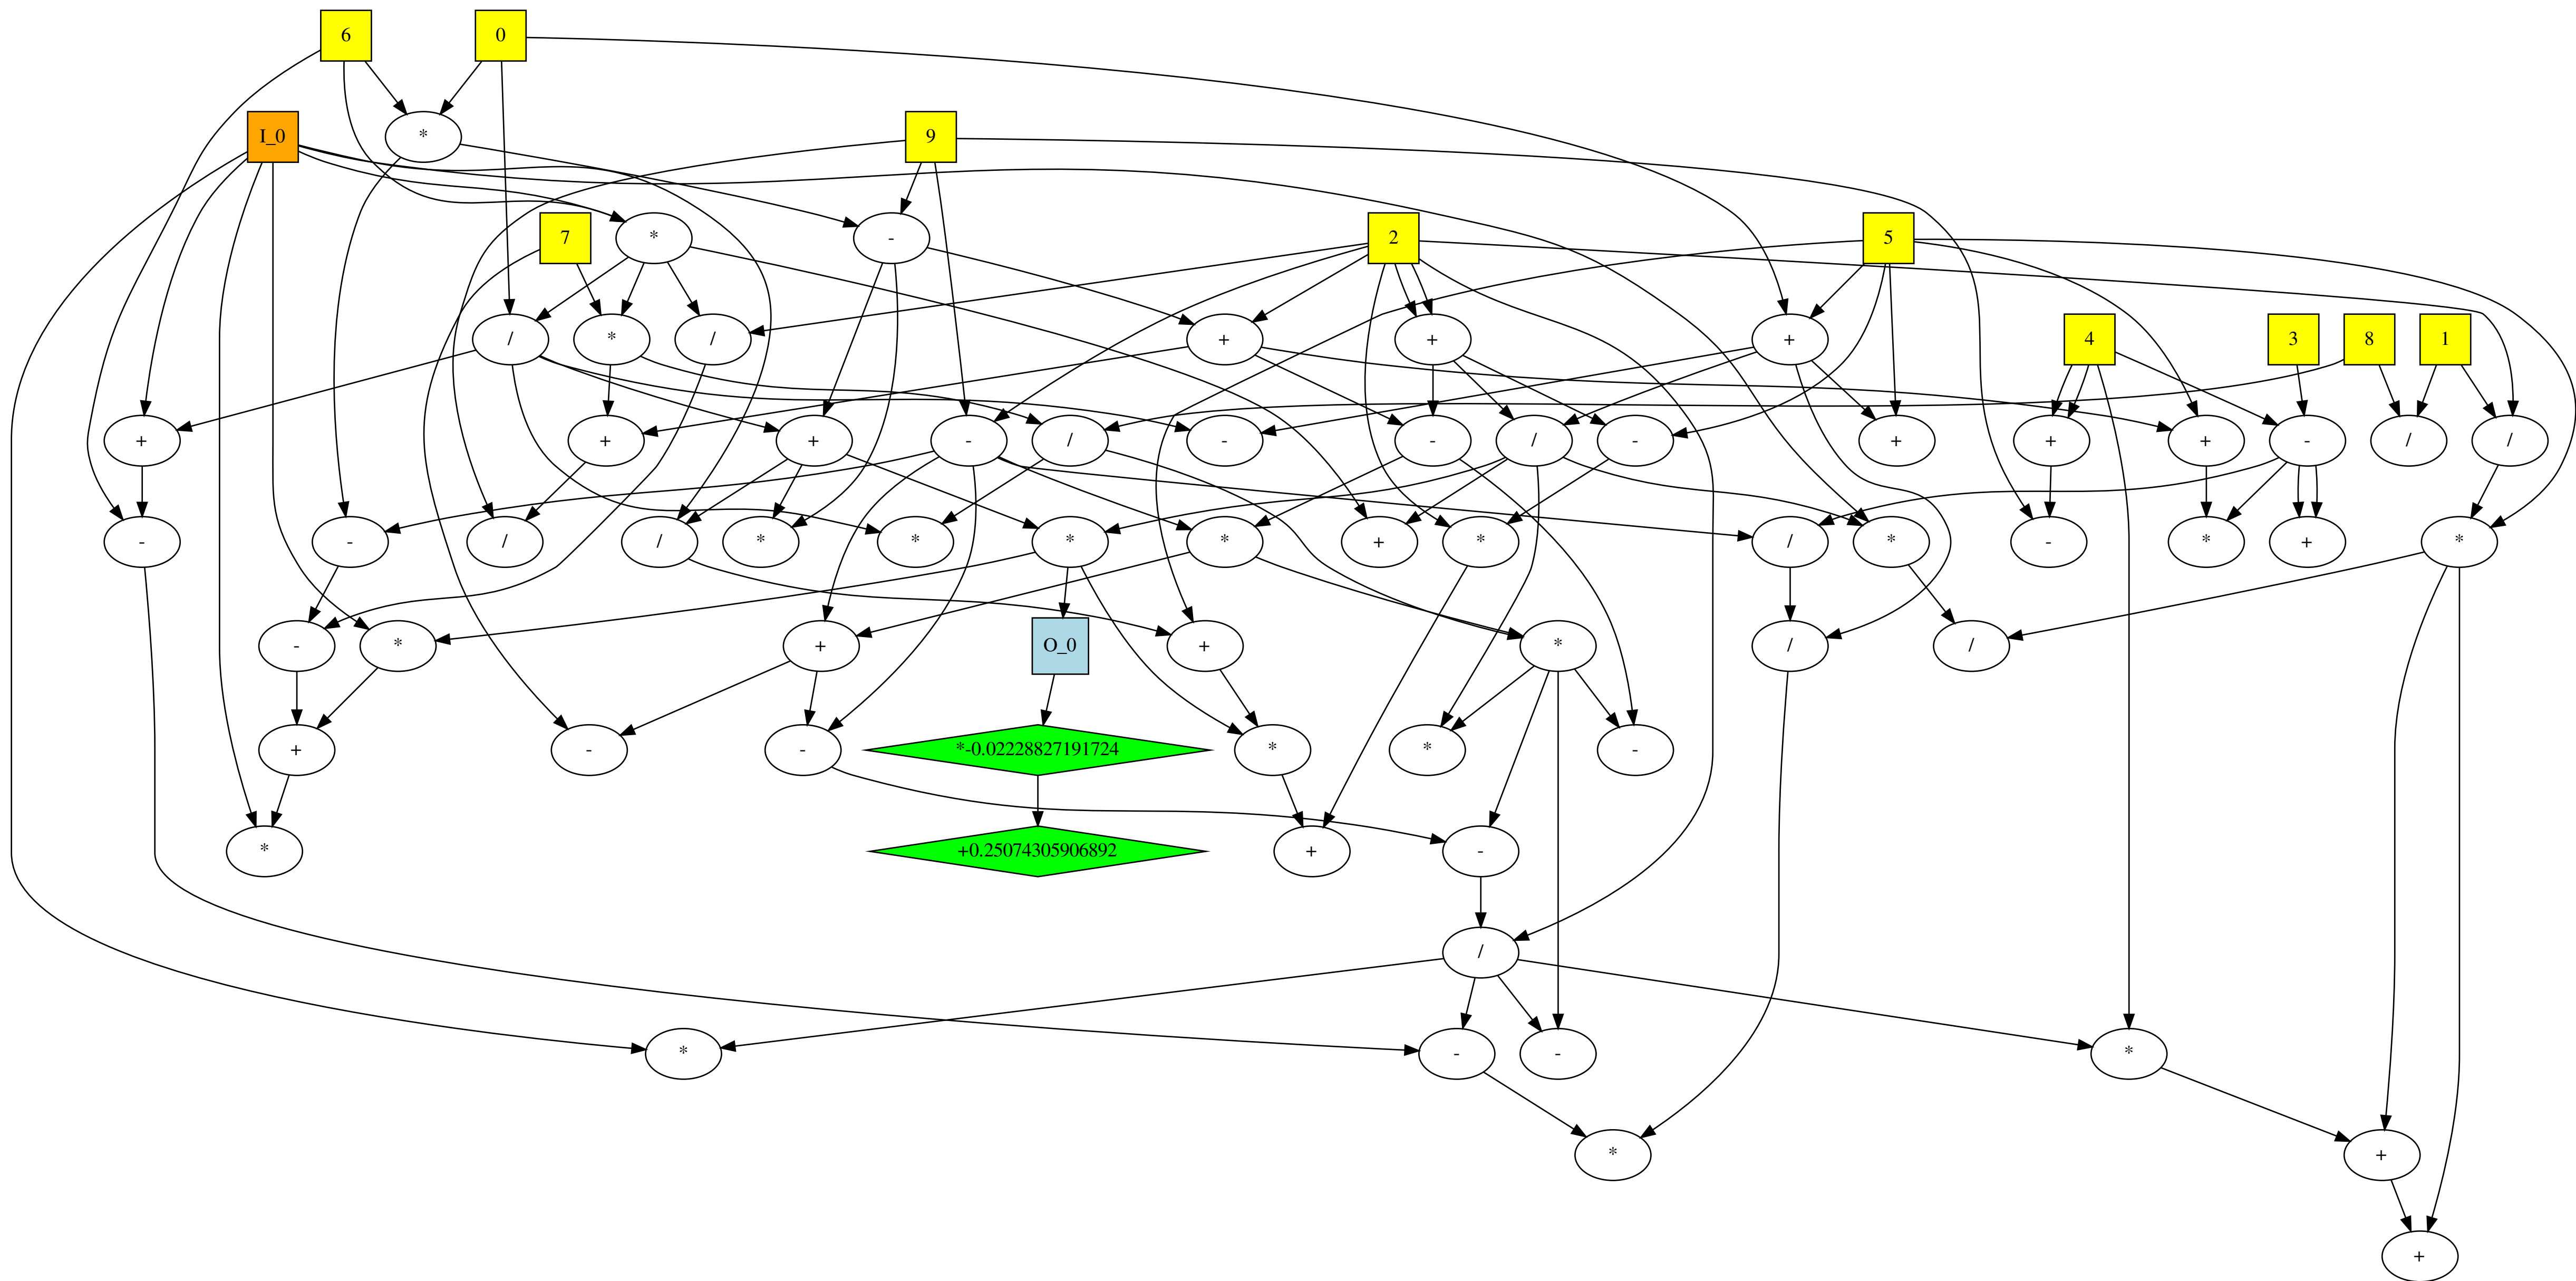 6 0
* I_0 9
* - 7 2 5
/ * / + + + 4 3 8 1
+ + + - / - - / - + + + - / /
- - / / * * * * + * / * - * + *
- * + O_0 + * / /
+ - - *-0.02228827191724 * * -
* +0.25074305906892 + -
/
* - - *
* +
+